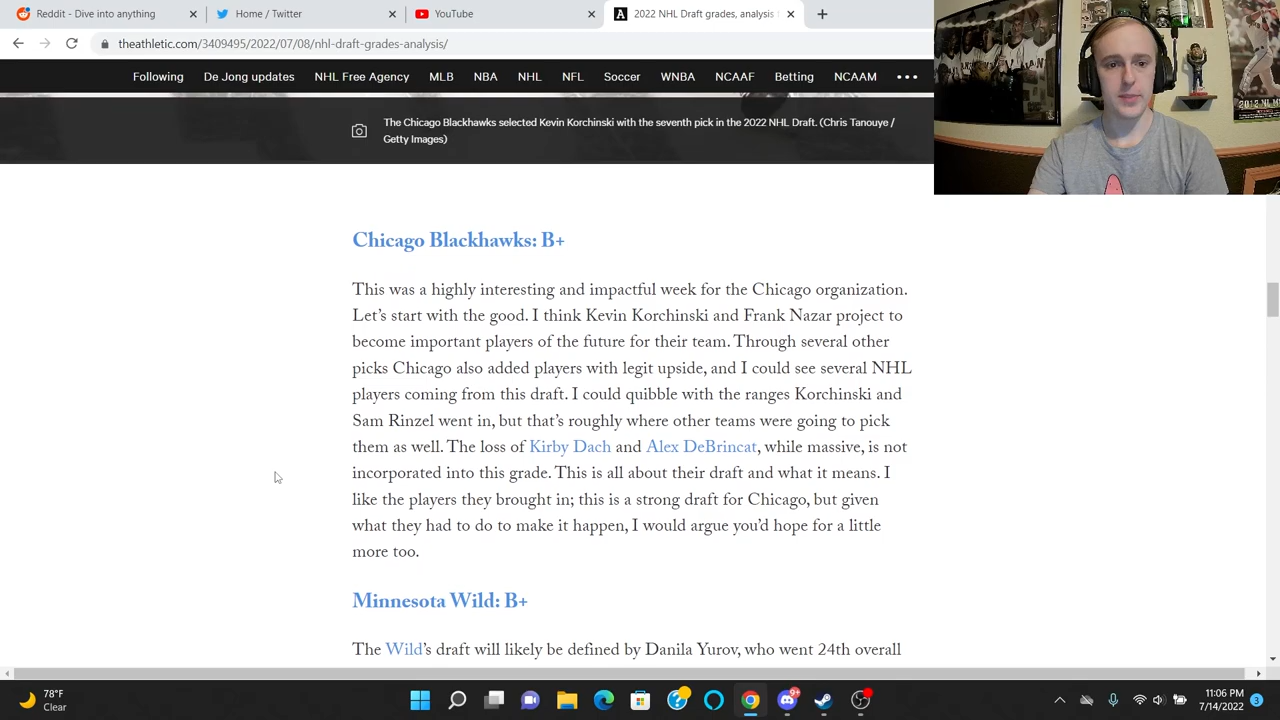 Reddit - Dive into anything
Home / Twitter
YouTube
2022 NHL Draft grades, analysis
theathletic.com/3409495/2022/07/08/nhl-draft-grades-analysis/
Following De Jong updates NHL Free Agency MLB NBA NHL NFL Soccer WNBA NCAAF Betting NCAAM
The Chicago Blackhawks selected Kevin Korchinski with the seventh pick in the 2022 NHL Draft. (Chris Tanouye /
Getty Images)
Chicago Blackhawks: B+
This was a highly interesting and impactful week for the Chicago organization.
Let’s start with the good. I think Kevin Korchinski and Frank Nazar project to
become important players of the future for their team. Through several other
picks Chicago also added players with legit upside, and I could see several NHL
players coming from this draft. I could quibble with the ranges Korchinski and
Sam Rinzel went in, but that’s roughly where other teams were going to pick
them as well. The loss of Kirby Dach and Alex DeBrincat, while massive, is not
incorporated into this grade. This is all about their draft and what it means. I
like the players they brought in; this is a strong draft for Chicago, but given
what they had to do to make it happen, I would argue you’d hope for a little
more too.
Minnesota Wild: B+
The Wild’s draft will likely be defined by Danila Yurov, who went 24th overall
78°F
Clear
11:06 PM
7/14/2022
3